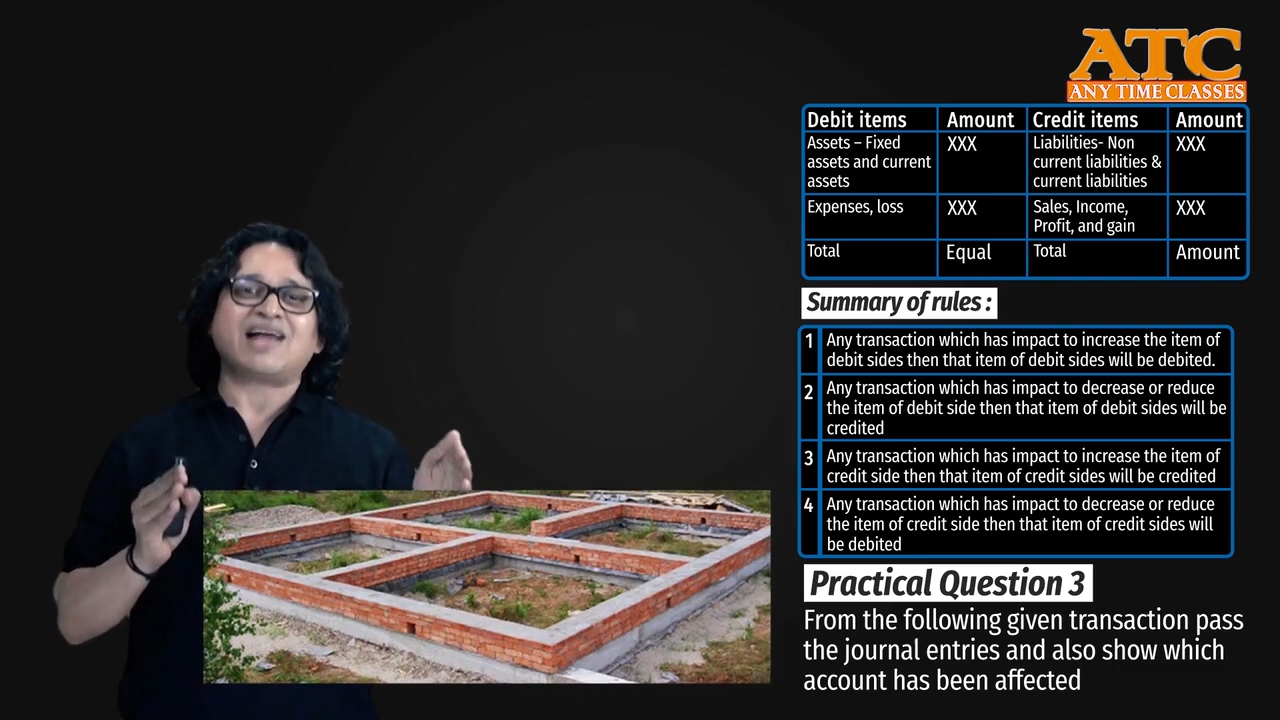 ATC
ANY TIME CLASSES
Debit items Amount Credit items Amount
Assets – Fixed XXX Liabilities- Non XXX
assets and current current liabilities &
assets current liabilities
Expenses, loss XXX Sales, Income, XXX
Profit, and gain
Total Equal Total Amount
Summary of rules :
1 Any transaction which has impact to increase the item of
debit sides then that item of debit sides will be debited.
2 Any transaction which has impact to decrease or reduce
the item of debit side then that item of debit sides will be
credited
3 Any transaction which has impact to increase the item of
credit side then that item of credit sides will be credited
4 Any transaction which has impact to decrease or reduce
the item of credit side then that item of credit sides will
be debited
Practical Question 3
From the following given transaction pass
the journal entries and also show which
account has been affected